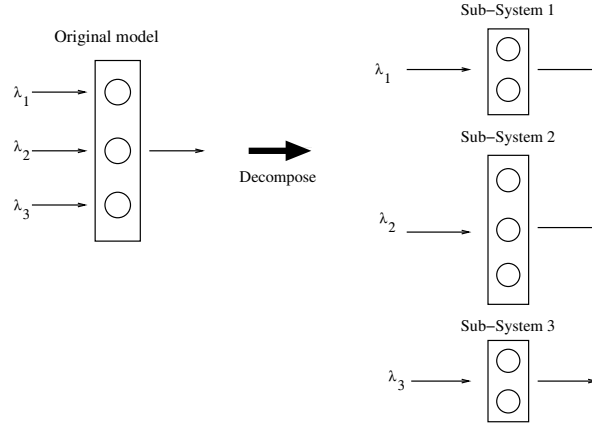 Original model
λ1
λ2
λ3
Decompose
Sub-System 1
λ1
Sub-System 2
λ2
Sub-System 3
λ3